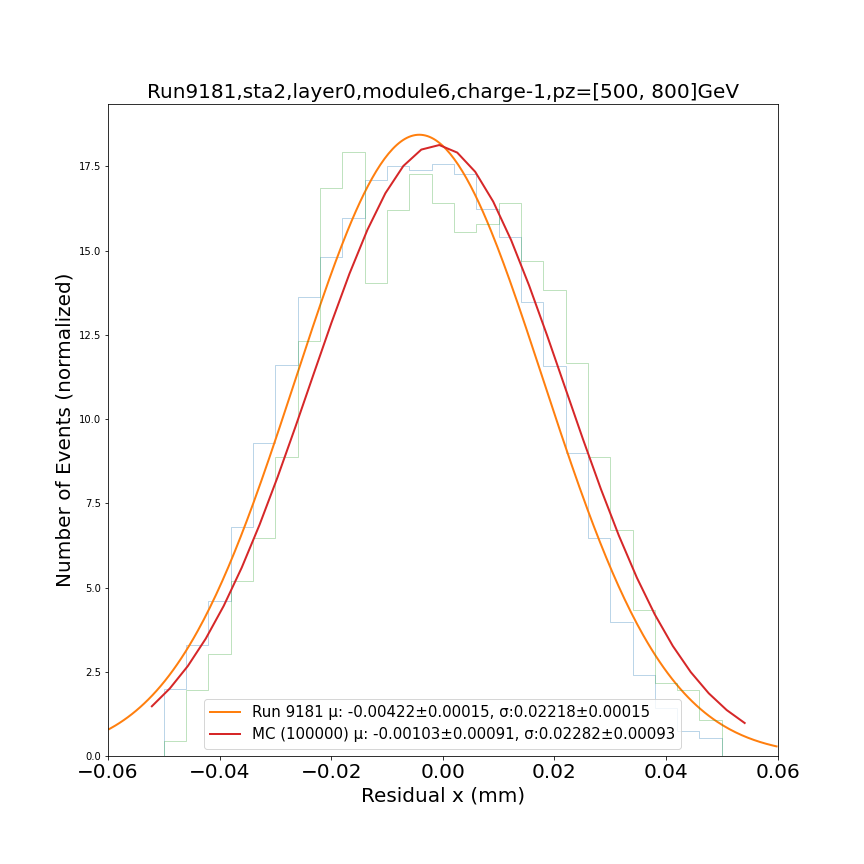 Run9181,sta2,layer0,module6,charge-1,pz=[500, 800]GeV
Number of Events (normalized)
17.5
15.0
12.5
10.0
7.5
5.0
2.5
0.0
Run 9181 μ: -0.00422±0.00015, σ:0.02218±0.00015
MC (100000) μ: -0.00103±0.00091, σ:0.02282±0.00093
−0.06 −0.04 −0.02 0.00 0.02 0.04 0.06
Residual x (mm)